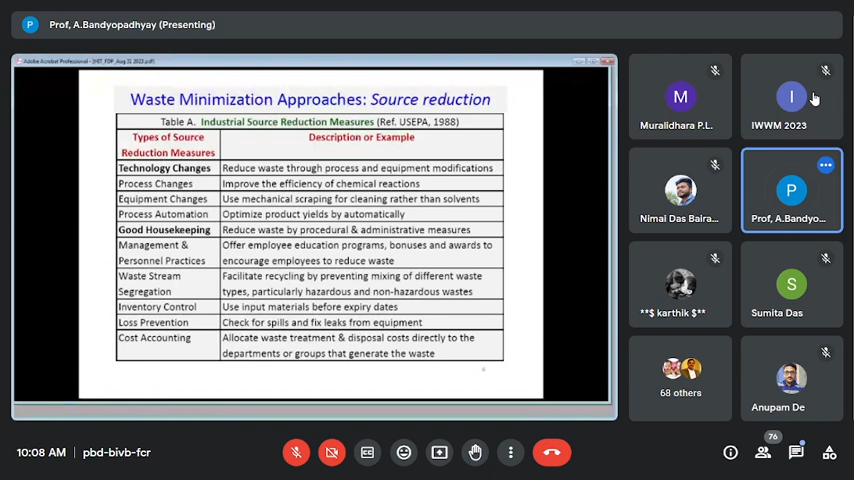 P Prof, A.Bandyopadhyay (Presenting)
Adobe Acrobat Professional - [HIT_FDP_Aug 31 2023.pdf]
Waste Minimization Approaches: Source reduction
Table A. Industrial Source Reduction Measures (Ref. USEPA, 1988)
Types of Source
Reduction Measures
Description or Example
Technology Changes Reduce waste through process and equipment modifications
Process Changes Improve the efficiency of chemical reactions
Equipment Changes Use mechanical scraping for cleaning rather than solvents
Process Automation Optimize product yields by automatically
Good Housekeeping Reduce waste by procedural & administrative measures
Management &
Personnel Practices
Offer employee education programs, bonuses and awards to
encourage employees to reduce waste
Waste Stream
Segregation
Facilitate recycling by preventing mixing of different waste
types, particularly hazardous and non-hazardous wastes
Inventory Control Use input materials before expiry dates
Loss Prevention Check for spills and fix leaks from equipment
Cost Accounting Allocate waste treatment & disposal costs directly to the
departments or groups that generate the waste
M
Muralidhara P.L.
I
IWWM 2023
Nimai Das Baira...
P
Prof, A.Bandyo...
**$ karthik $**
S
Sumita Das
68 others
Anupam De
10:08 AM | pbd-bivb-fcr
CC
76